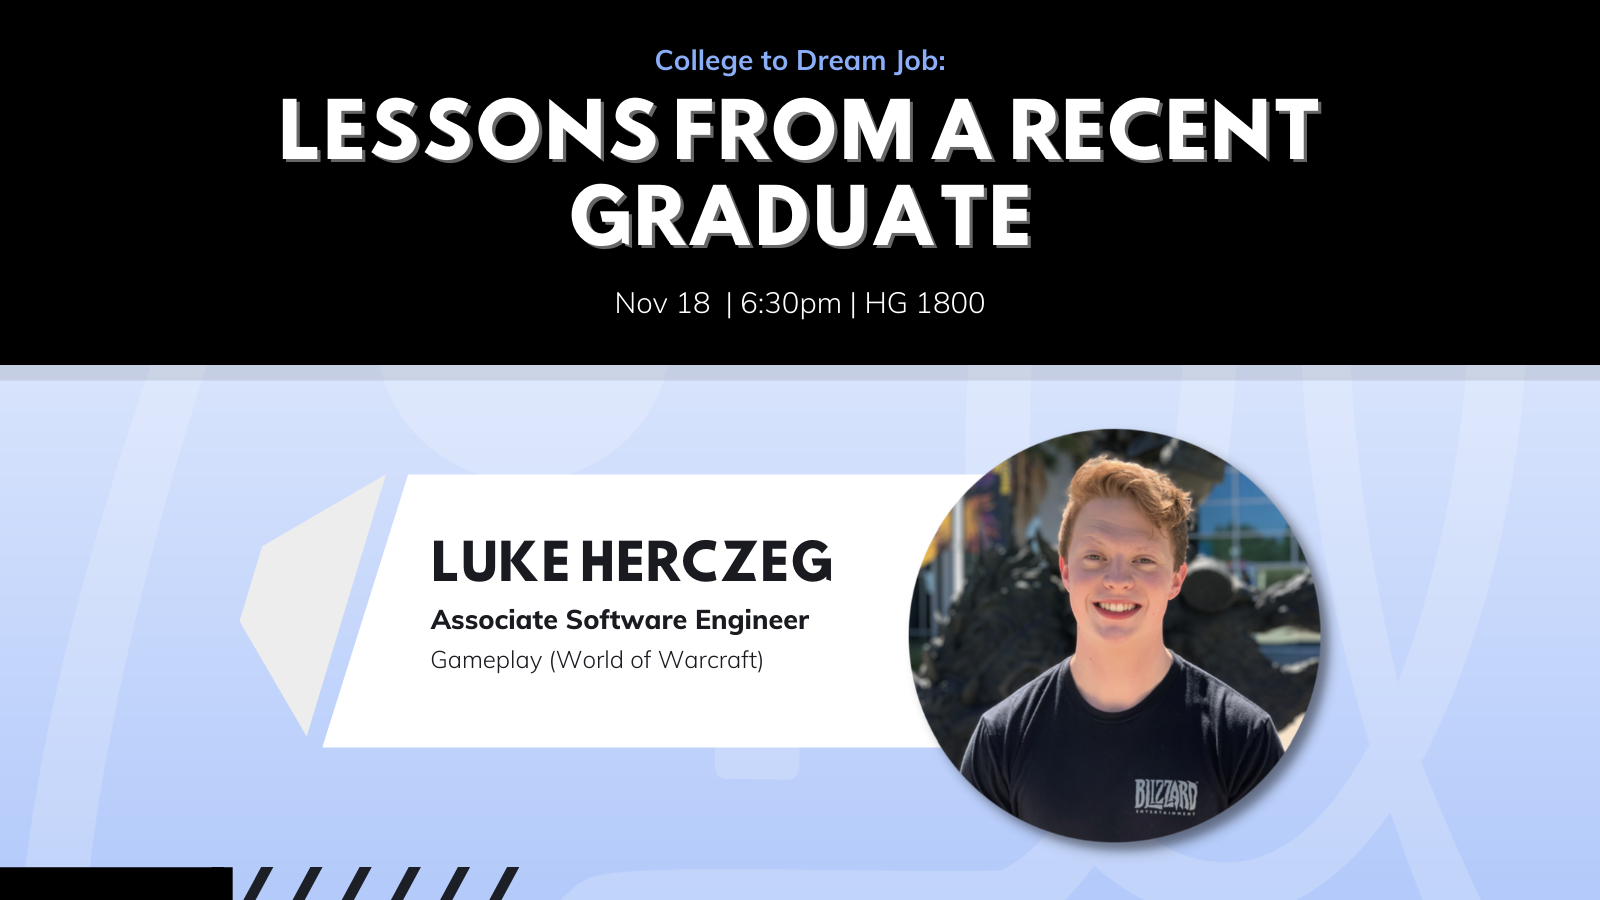 College to Dream Job:
LESSONS FROM A RECENT
GRADUATE
Nov 18 | 6:30pm | HG 1800
LUKE HERCZEG
Associate Software Engineer
Gameplay (World of Warcraft)
BLIZZARD
ENTERTAINMENT